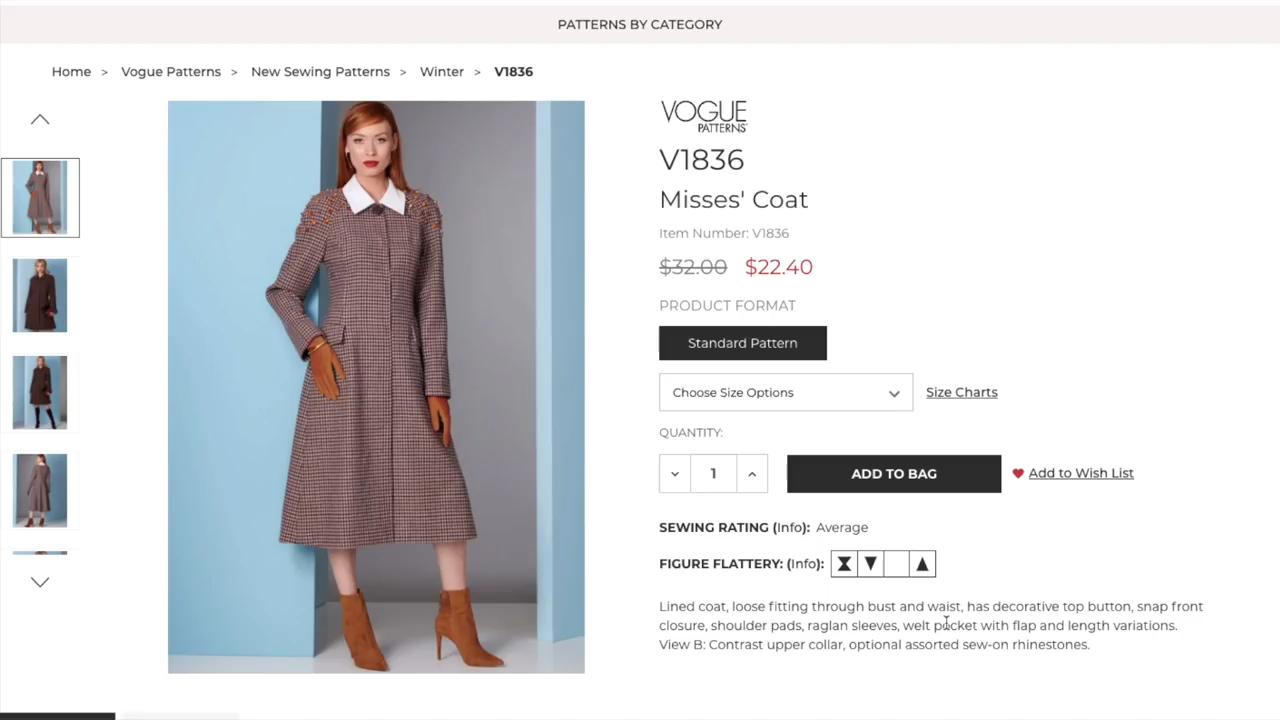 PATTERNS BY CATEGORY
Home > Vogue Patterns > New Sewing Patterns > Winter > V1836
VOGUE
PATTERNS
V1836
Misses' Coat
Item Number: V1836
$32.00 $22.40
PRODUCT FORMAT
Standard Pattern
Choose Size Options Size Charts
QUANTITY:
1 ADD TO BAG Add to Wish List
SEWING RATING (Info): Average
FIGURE FLATTERY: (Info):
Lined coat, loose fitting through bust and waist, has decorative top button, snap front
closure, shoulder pads, raglan sleeves, welt pocket with flap and length variations.
View B: Contrast upper collar, optional assorted sew-on rhinestones.